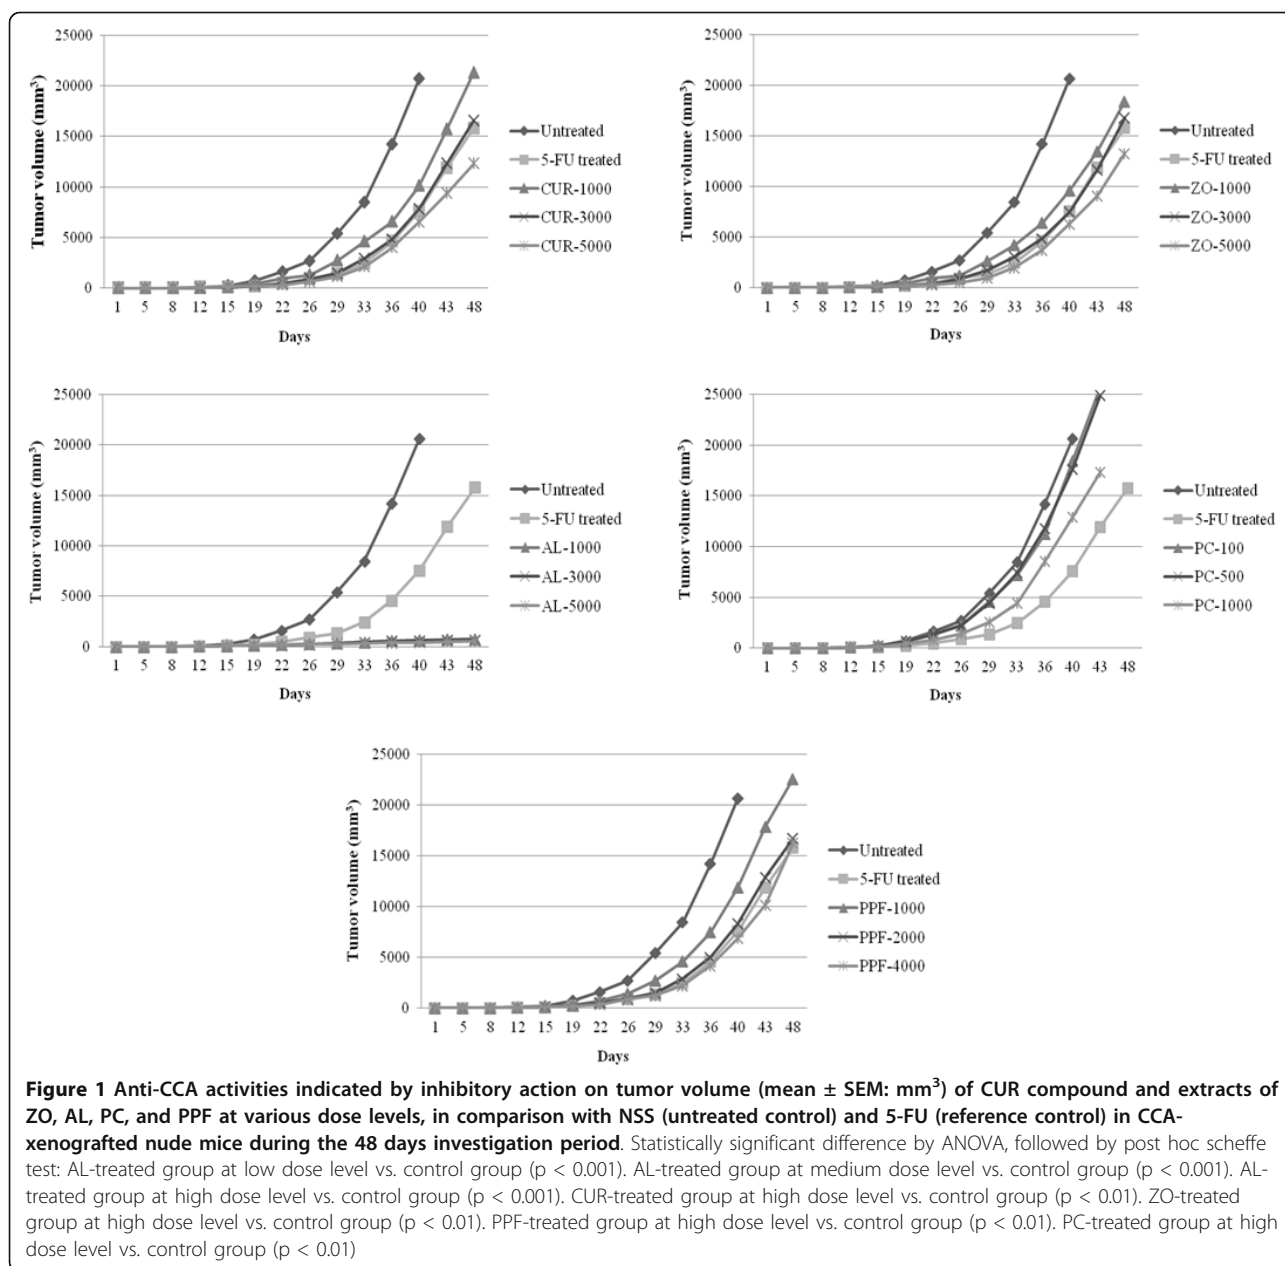 25000
20000
15000
10000
5000
0
Tumor volume (mm³)
1 5 8 12 15 19 22 26 29 33 36 40 43 48
Days
Untreated
5-FU treated
CUR-1000
CUR-3000
CUR-5000
25000
20000
15000
10000
5000
0
Tumor volume (mm³)
1 5 8 12 15 19 22 26 29 33 36 40 43 48
Days
Untreated
5-FU treated
ZO-1000
ZO-3000
ZO-5000
25000
20000
15000
10000
5000
0
Tumor volume (mm³)
1 5 8 12 15 19 22 26 29 33 36 40 43 48
Days
Untreated
5-FU treated
AL-1000
AL-3000
AL-5000
25000
20000
15000
10000
5000
0
Tumor volume (mm³)
1 5 8 12 15 19 22 26 29 33 36 40 43 48
Days
Untreated
5-FU treated
PC-100
PC-500
PC-1000
25000
20000
15000
10000
5000
0
Tumor volume (mm³)
1 5 8 12 15 19 22 26 29 33 36 40 43 48
Days
Untreated
5-FU treated
PPF-1000
PPF-2000
PPF-4000
Figure 1 Anti-CCA activities indicated by inhibitory action on tumor volume (mean ± SEM: mm³) of CUR compound and extracts of
ZO, AL, PC, and PPF at various dose levels, in comparison with NSS (untreated control) and 5-FU (reference control) in CCA-
xenografted nude mice during the 48 days investigation period. Statistically significant difference by ANOVA, followed by post hoc scheffe
test: AL-treated group at low dose level vs. control group (p < 0.001). AL-treated group at medium dose level vs. control group (p < 0.001). AL-
treated group at high dose level vs. control group (p < 0.001). CUR-treated group at high dose level vs. control group (p < 0.01). ZO-treated
group at high dose level vs. control group (p < 0.01). PPF-treated group at high dose level vs. control group (p < 0.01). PC-treated group at high
dose level vs. control group (p < 0.01)